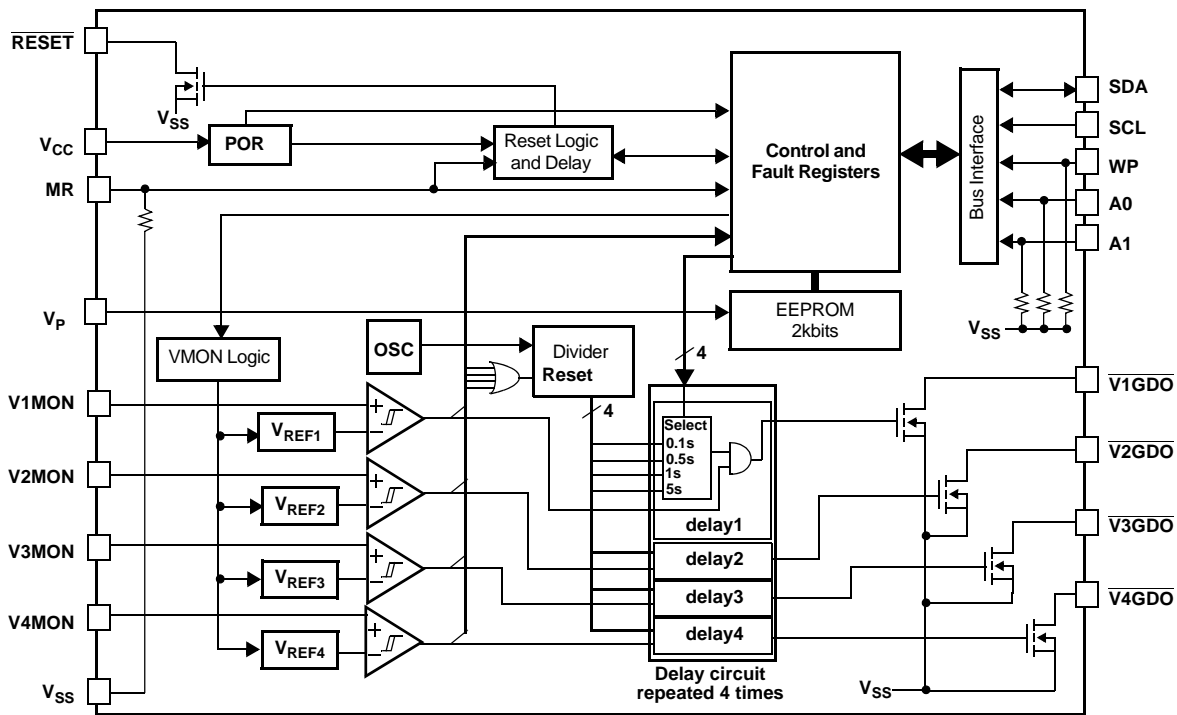 RESET
VSS
VCC
POR
Reset Logic
and Delay
MR
Control and
Fault Registers
Bus Interface
SDA
SCL
WP
A0
A1
VSS
VP
EEPROM
2kbits
VMON Logic
OSC
Divider
Reset
4
4
V1MON
VREF1
V2MON
VREF2
V3MON
VREF3
V4MON
VREF4
VSS
Select
0.1s
0.5s
1s
5s
delay1
delay2
delay3
delay4
Delay circuit
repeated 4 times
V1GDO
V2GDO
V3GDO
V4GDO
VSS